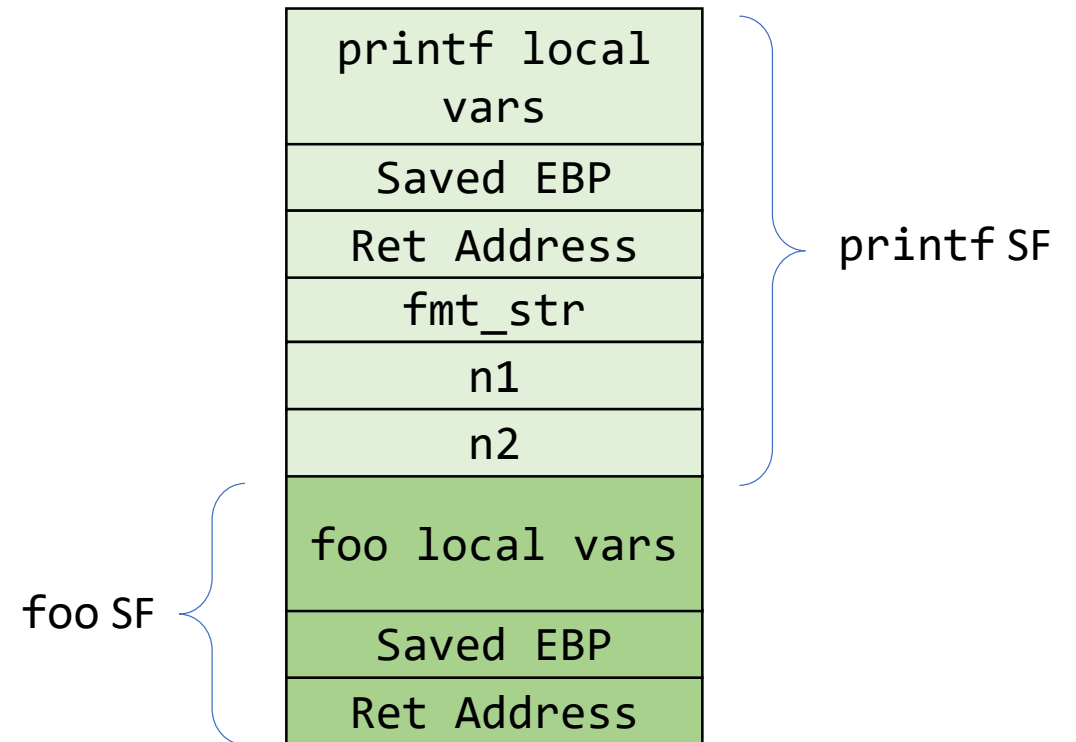 printf local
vars
Saved EBP
Ret Address
printf SF
fmt_str
n1
n2
foo local vars
foo SF
Saved EBP
Ret Address